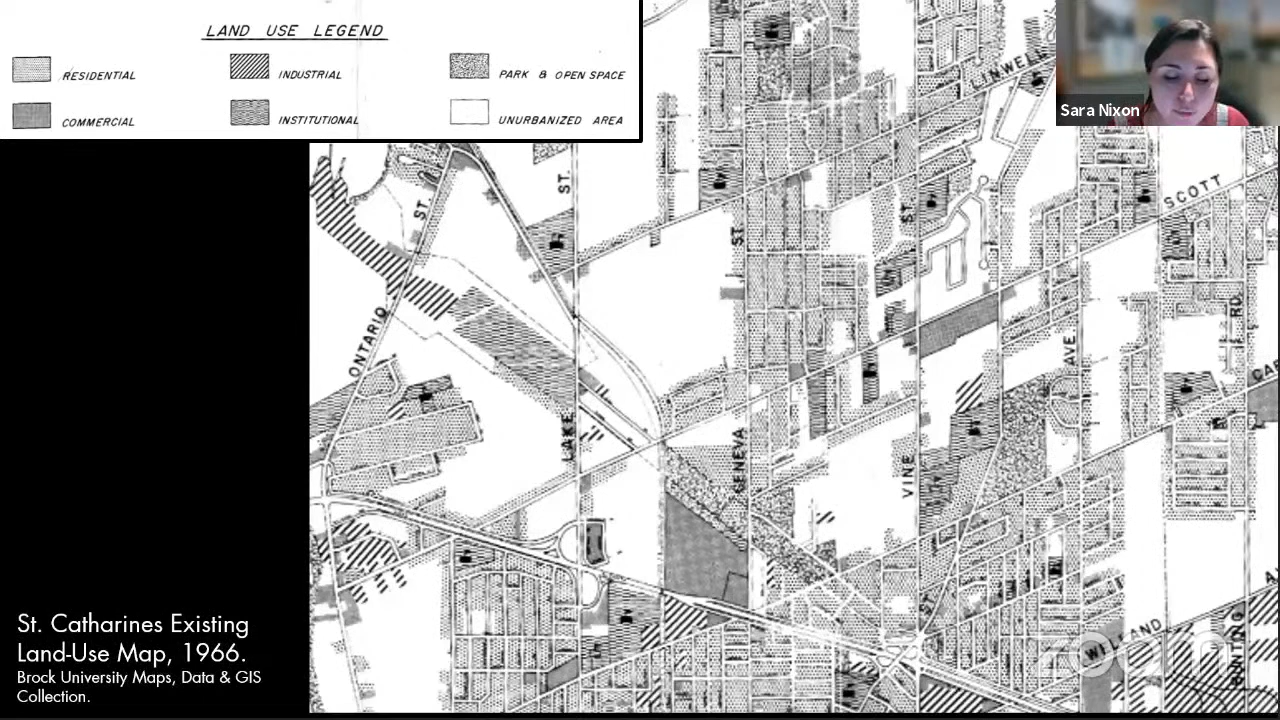 LAND USE LEGEND
RESIDENTIAL
INDUSTRIAL
PARK & OPEN SPACE
COMMERCIAL
INSTITUTIONAL
UNURBANIZED AREA
Sara Nixon
LINWELL
SCOTT
ST.
ST.
ST.
ST.
ONTARIO
LAKE
GENEVA
VINE
AVE
RD.
ST
WELLAND
BUNTING
zoom
St. Catharines Existing
Land-Use Map, 1966.
Brock University Maps, Data & GIS
Collection.